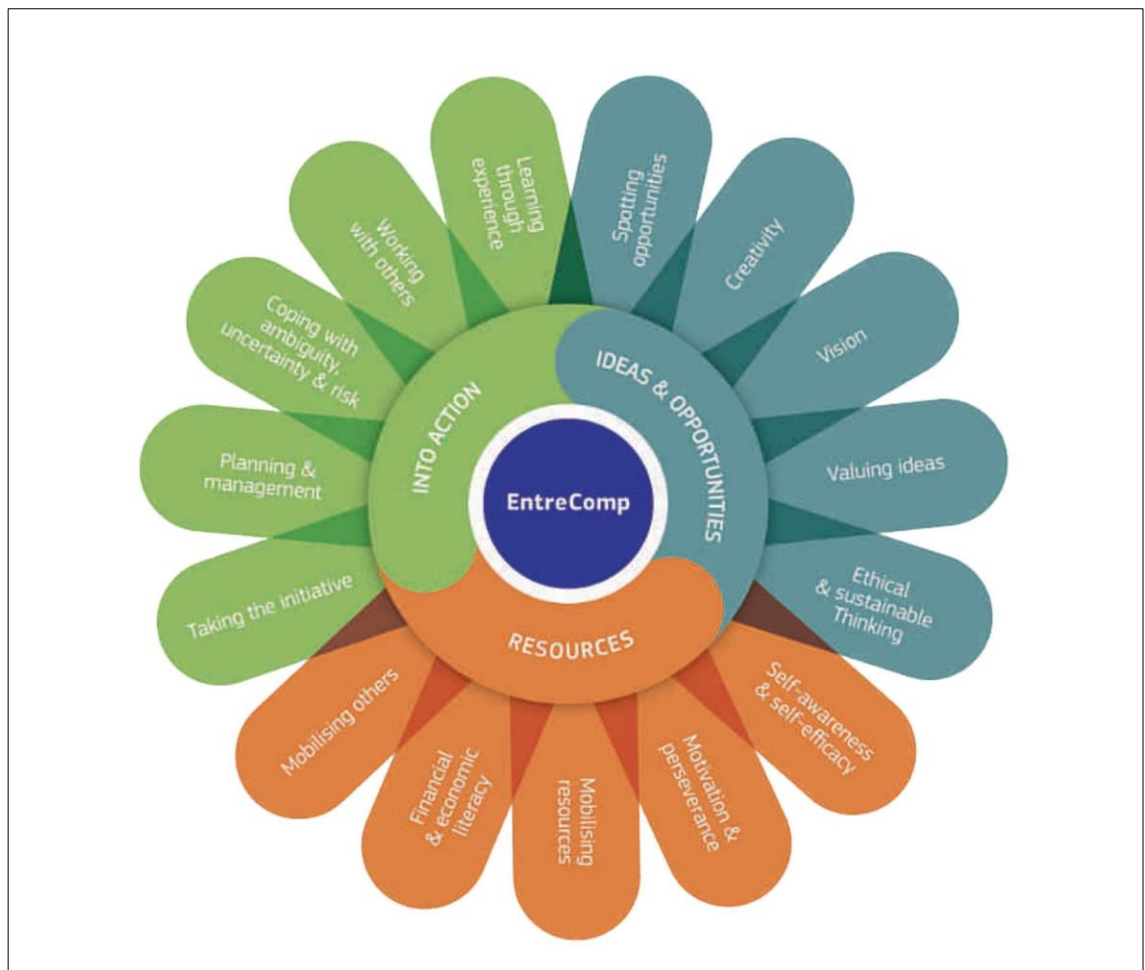 EntreComp
IDEAS & OPPORTUNITIES
Spotting
opportunities
Creativity
Vision
Valuing ideas
Ethical
& sustainable
Thinking
RESOURCES
Self-awareness
& self-efficacy
Motivation &
perseverance
Mobilising
resources
Financial
& economic
literacy
Mobilising others
INTO ACTION
Taking the initiative
Planning &
management
Coping with
ambiguity,
uncertainty & risk
Working
with others
Learning
through
experience